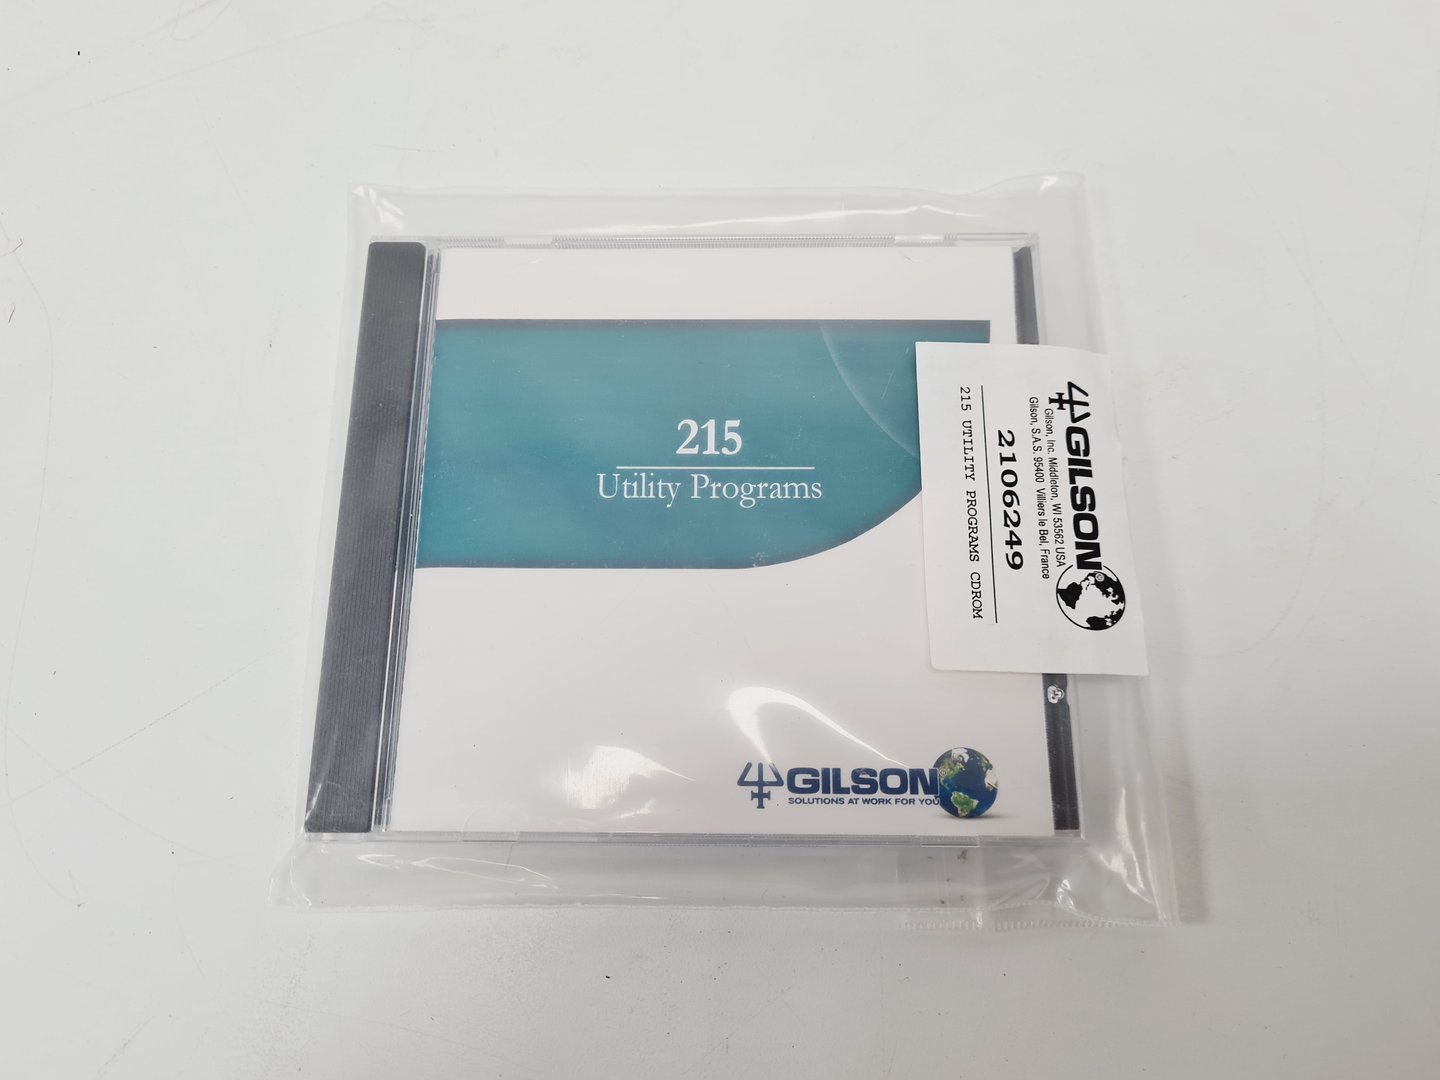 215
Utility Programs
GILSON®
SOLUTIONS AT WORK FOR YOU
GILSON®
Gilson, Inc. Middleton, WI 53562 USA
Gilson, S.A.S. 95400 Villiers le Bel, France
2106249
215 UTILITY PROGRAMS CDROM